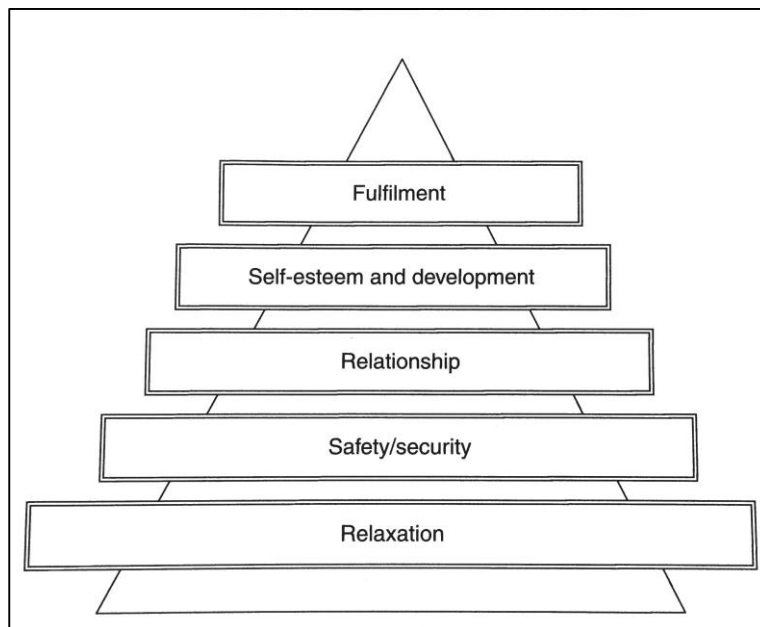 Fulfilment
Self-esteem and development
Relationship
Safety/security
Relaxation